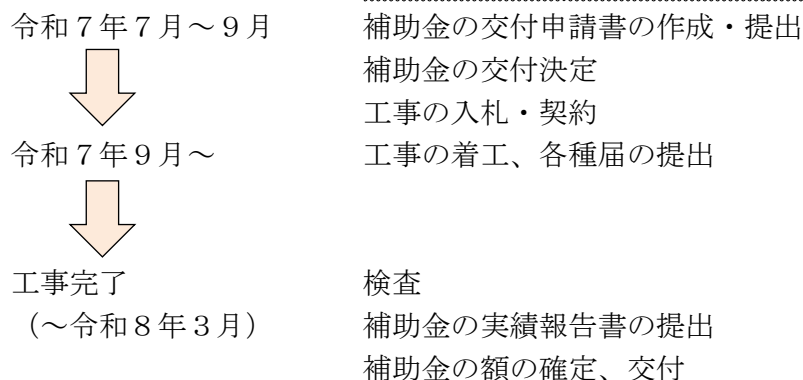 令和７年７月～９月　　補助金の交付申請書の作成・提出
補助金の交付決定
工事の入札・契約
令和７年９月～　　工事の着工、各種届の提出
工事完了　　検査
（～令和８年３月）　　補助金の実績報告書の提出
補助金の額の確定、交付